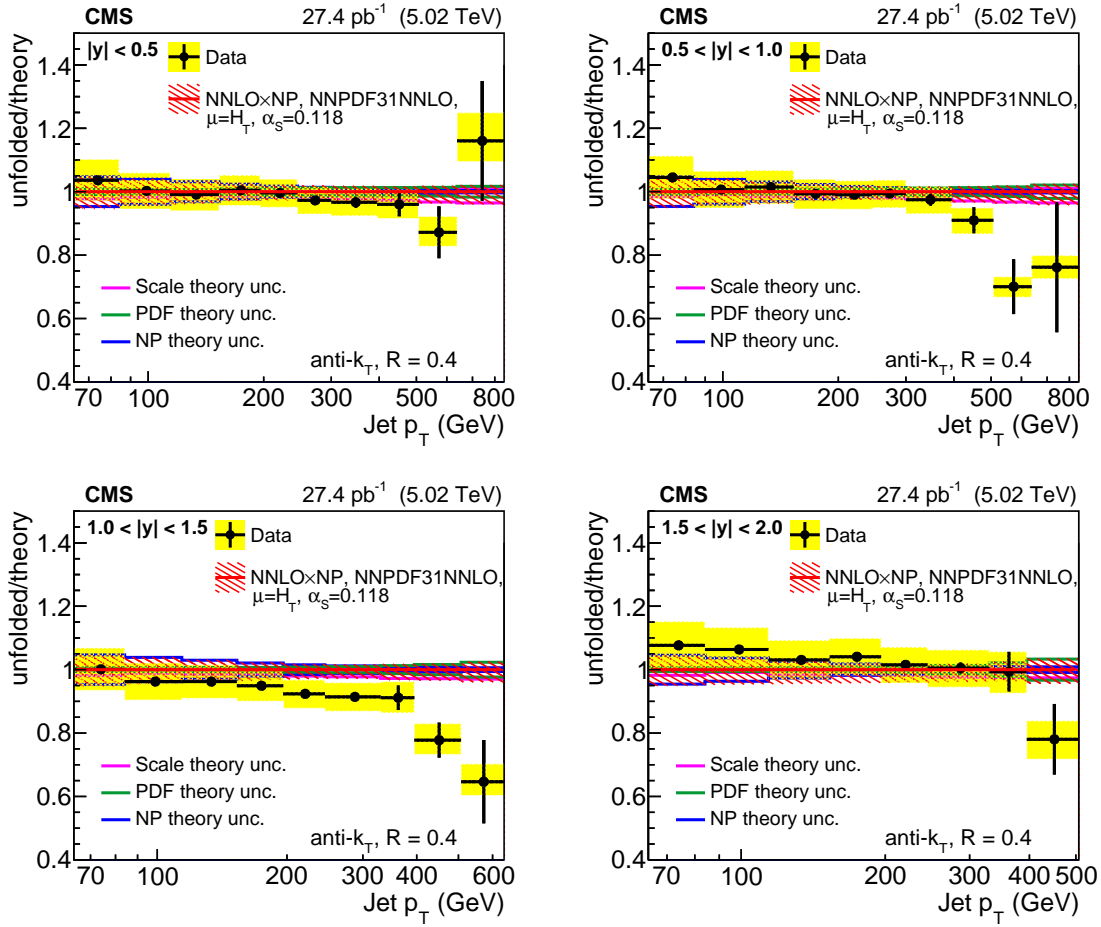 CMS 27.4 pb⁻¹ (5.02 TeV)
|y| < 0.5
Data
NNLO×NP, NNPDF31NNLO,
μ=H_T, α_S=0.118
unfolded/theory
1.4
1.2
1
0.8
0.6
0.4
Scale theory unc.
PDF theory unc.
NP theory unc.
anti-k_T, R = 0.4
70 100 200 300 400 500 800
Jet p_T (GeV)
CMS 27.4 pb⁻¹ (5.02 TeV)
0.5 < |y| < 1.0
Data
NNLO×NP, NNPDF31NNLO,
μ=H_T, α_S=0.118
unfolded/theory
1.4
1.2
1
0.8
0.6
0.4
Scale theory unc.
PDF theory unc.
NP theory unc.
anti-k_T, R = 0.4
70 100 200 300 400 500 800
Jet p_T (GeV)
CMS 27.4 pb⁻¹ (5.02 TeV)
1.0 < |y| < 1.5
Data
NNLO×NP, NNPDF31NNLO,
μ=H_T, α_S=0.118
unfolded/theory
1.4
1.2
1
0.8
0.6
0.4
Scale theory unc.
PDF theory unc.
NP theory unc.
anti-k_T, R = 0.4
70 100 200 300 400 600
Jet p_T (GeV)
CMS 27.4 pb⁻¹ (5.02 TeV)
1.5 < |y| < 2.0
Data
NNLO×NP, NNPDF31NNLO,
μ=H_T, α_S=0.118
unfolded/theory
1.4
1.2
1
0.8
0.6
0.4
Scale theory unc.
PDF theory unc.
NP theory unc.
anti-k_T, R = 0.4
70 100 200 300 400 500
Jet p_T (GeV)